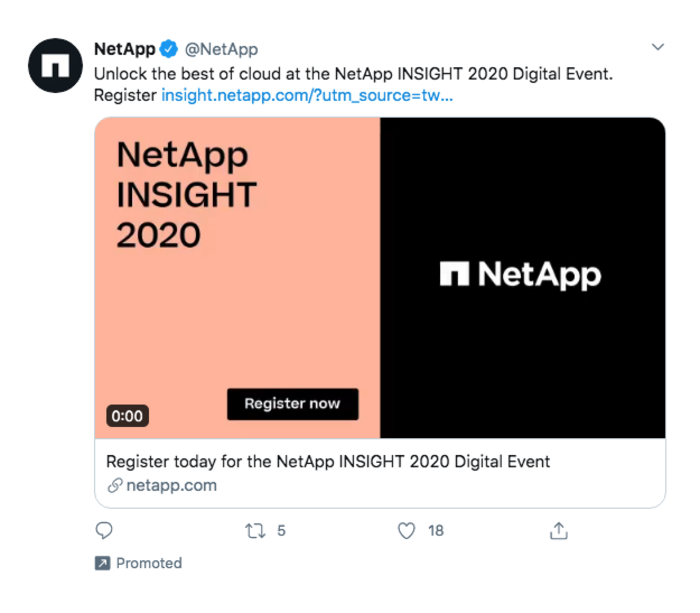 NetApp @NetApp
Unlock the best of cloud at the NetApp INSIGHT 2020 Digital Event.
Register insight.netapp.com/?utm_source=tw...
NetApp
INSIGHT
2020
NetApp
Register now
0:00
Register today for the NetApp INSIGHT 2020 Digital Event
netapp.com
5 18
Promoted